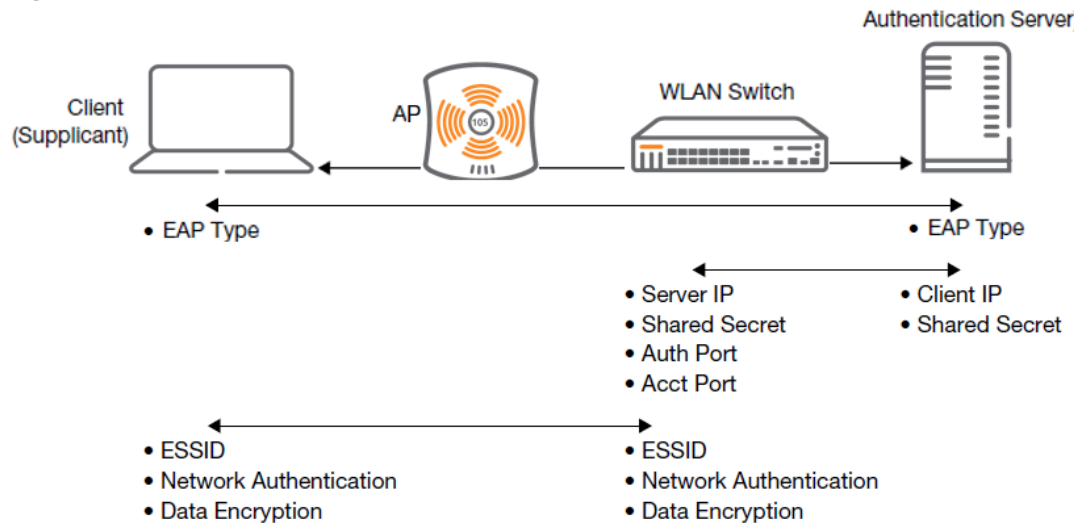 Authentication Server
Client
(Supplicant)
AP
105
WLAN Switch
• EAP Type
• EAP Type
• Server IP
• Shared Secret
• Auth Port
• Acct Port
• Client IP
• Shared Secret
• ESSID
• Network Authentication
• Data Encryption
• ESSID
• Network Authentication
• Data Encryption